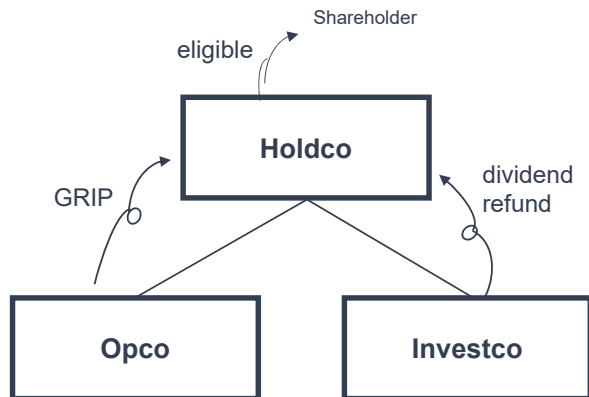 Shareholder
eligible
Holdco
GRIP
dividend
refund
Opco
Investco